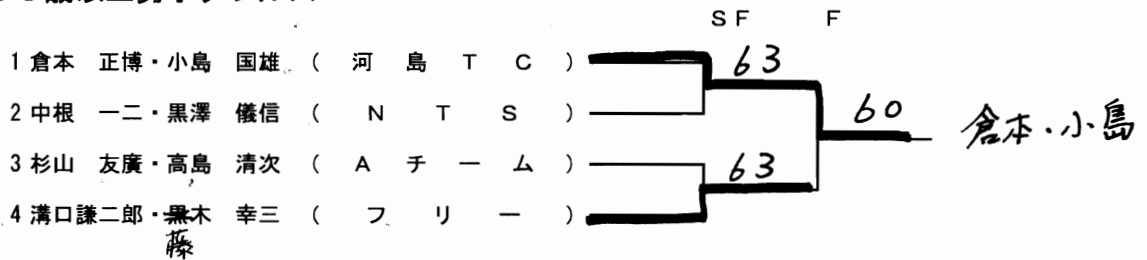 SF F
1 倉本 正博・小島 国雄 ( 河 島 T C ) 63
2 中根 一二・黒澤 儀信 ( N T S ) 60 倉本・小島
3 杉山 友廣・高島 清次 ( A チ ー ム ) 63
4 溝口謙二郎・黒木 幸三 ( フ リ ー )
藤